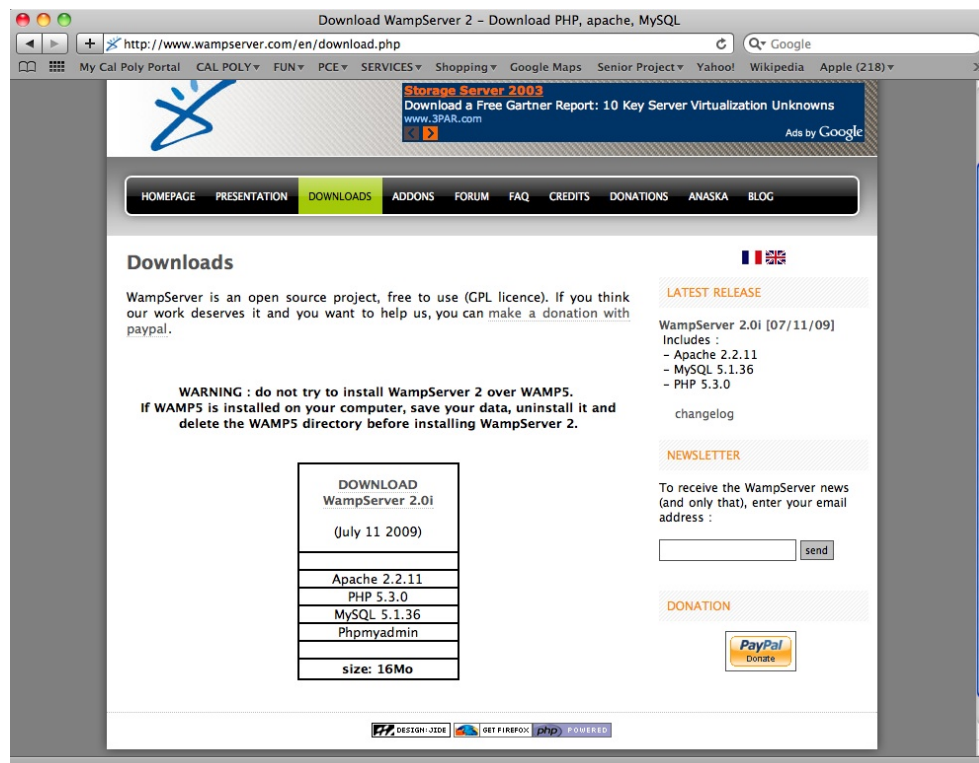 Download WampServer 2 – Download PHP, apache, MySQL
http://www.wampserver.com/en/download.php
Google
My Cal Poly Portal CAL POLY FUN PCE SERVICES Shopping Google Maps Senior Project Yahoo! Wikipedia Apple (218)
Storage Server 2003
Download a Free Gartner Report: 10 Key Server Virtualization Unknowns
www.3PAR.com
Ads by Google
HOMEPAGE PRESENTATION DOWNLOADS ADDONS FORUM FAQ CREDITS DONATIONS ANASKA BLOG
Downloads
WampServer is an open source project, free to use (GPL licence). If you think
our work deserves it and you want to help us, you can make a donation with
paypal.
WARNING : do not try to install WampServer 2 over WAMP5.
If WAMP5 is installed on your computer, save your data, uninstall it and
delete the WAMP5 directory before installing WampServer 2.
DOWNLOAD
WampServer 2.0i
(July 11 2009)
Apache 2.2.11
PHP 5.3.0
MySQL 5.1.36
Phpmyadmin
size: 16Mo
LATEST RELEASE
WampServer 2.0i [07/11/09]
Includes :
– Apache 2.2.11
– MySQL 5.1.36
– PHP 5.3.0
changelog
NEWSLETTER
To receive the WampServer news
(and only that), enter your email
address :
send
DONATION
PayPal
Donate
DESIGN: JIDE GET FIREFOX php POWERED